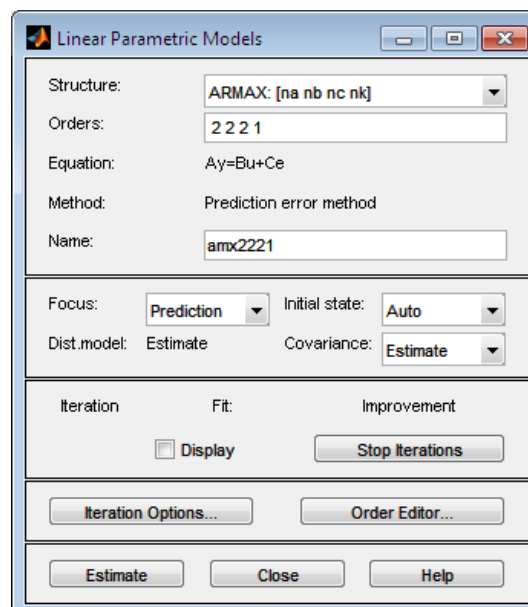 Linear Parametric Models
Structure: ARMAX: [na nb nc nk]
Orders: 2 2 2 1
Equation: Ay=Bu+Ce
Method: Prediction error method
Name: amx2221
Focus: Prediction Initial state: Auto
Dist.model: Estimate Covariance: Estimate
Iteration Fit: Improvement
Display Stop Iterations
Iteration Options... Order Editor...
Estimate Close Help